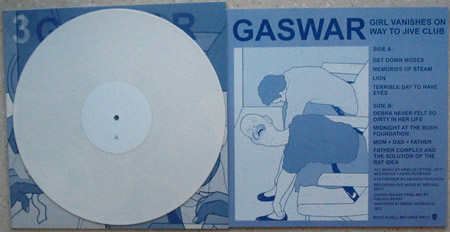 3 GASWAR
GASWAR
GIRL VANISHES ON
WAY TO JIVE CLUB
SIDE A:
GET DOWN MOSES
MEMORIES OF STEAM
LION
TERRIBLE DAY TO HAVE
EYES
SIDE B:
DEBRA NEVER FELT SO
DIRTY IN HER LIFE
MIDNIGHT AT THE BUSH
FOUNDATION
MOM + DAD + FATHER
FATHER COMPLEX AND
THE SOLUTION OF THE
RAT IDEA